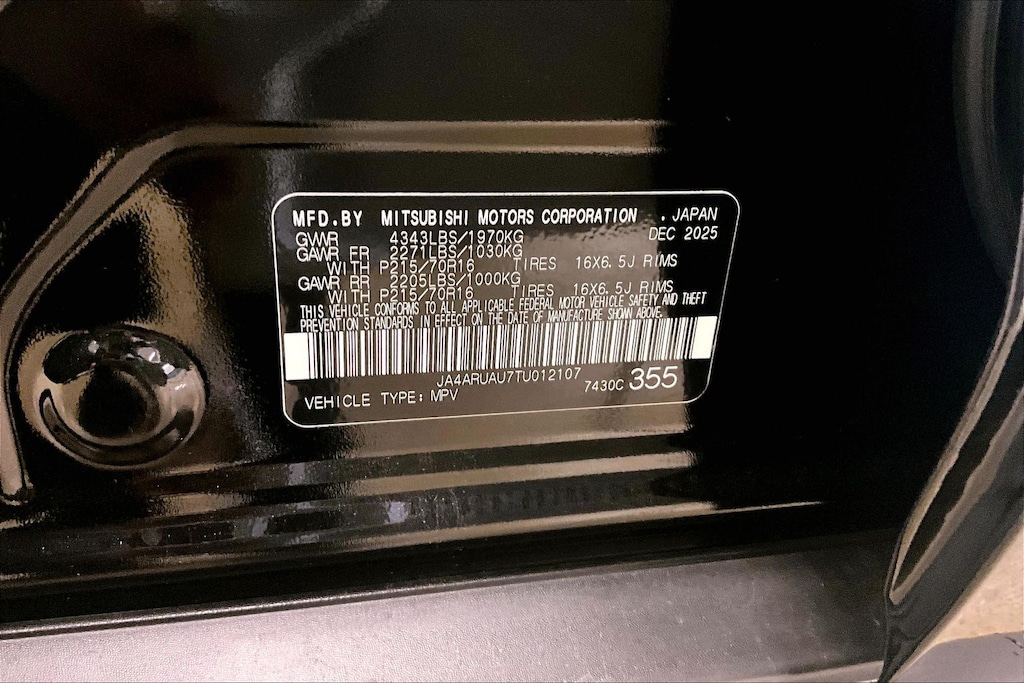 MFD.BY MITSUBISHI MOTORS CORPORATION . JAPAN
GVWR 4343LBS/1970KG DEC 2025
GAWR FR 2271LBS/1030KG
WITH P215/70R16 TIRES 16X6.5J RIMS
GAWR RR 2205LBS/1000KG
WITH P215/70R16 TIRES 16X6.5J RIMS
THIS VEHICLE CONFORMS TO ALL APPLICABLE FEDERAL MOTOR VEHICLE SAFETY AND THEFT
PREVENTION STANDARDS IN EFFECT ON THE DATE OF MANUFACTURE SHOWN ABOVE.
JA4ARUAU7TU012107
VEHICLE TYPE: MPV 7430C 355